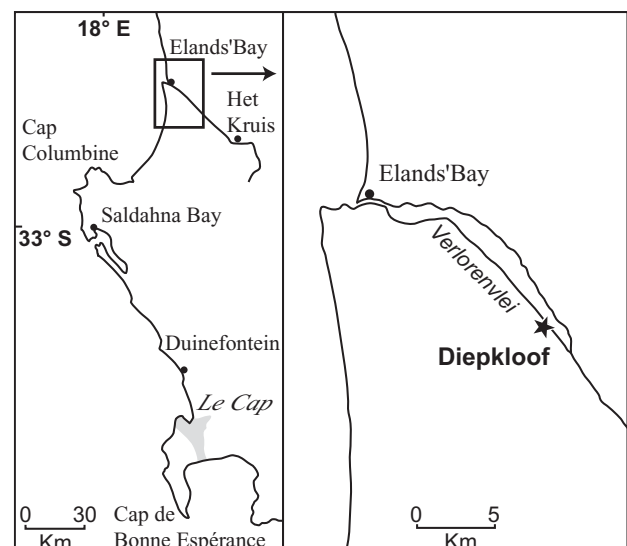 18° E
Elands'Bay
Het
Kruis
Cap
Columbine
Saldahna Bay
33° S
Duinefontein
Le Cap
0 30
Km
Cap de
Bonne Espérance
Elands'Bay
Verlorenvlei
Diepkloof
0 5
Km